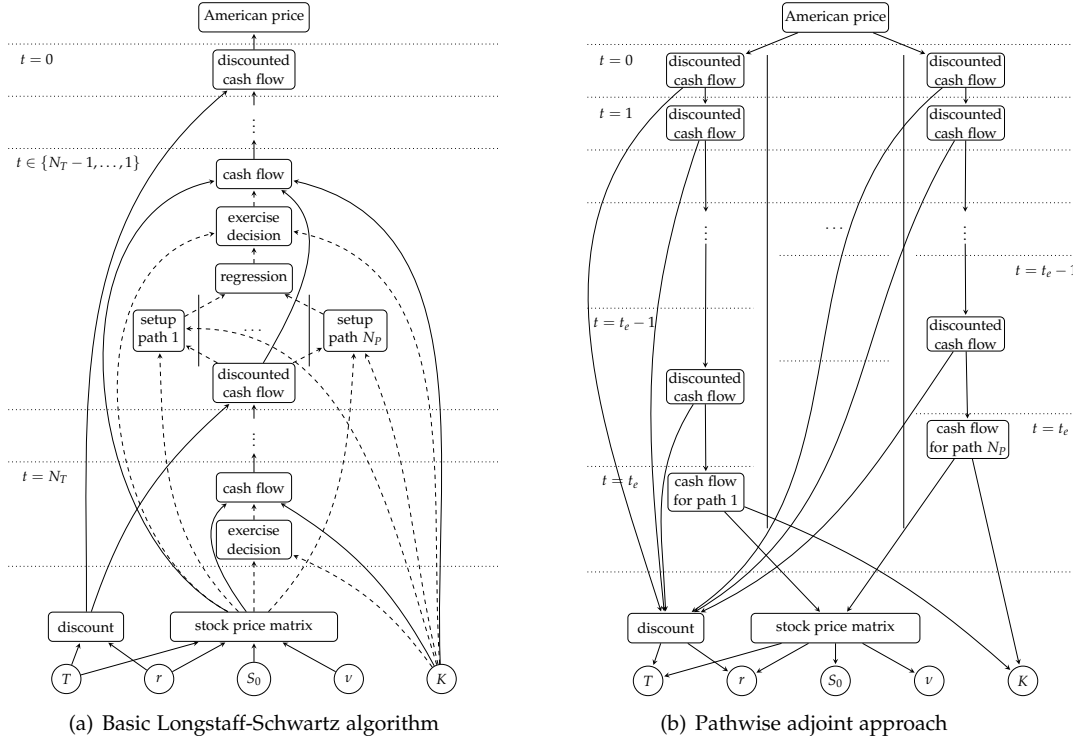 American price
t = 0
discounted
cash flow
⋮
t ∈ {N_T − 1, . . . , 1}
cash flow
exercise
decision
regression
setup
path 1
. . .
setup
path N_P
discounted
cash flow
⋮
t = N_T
cash flow
exercise
decision
discount
stock price matrix
T
r
S_0
ν
K
(a) Basic Longstaff-Schwartz algorithm
American price
t = 0
discounted
cash flow
discounted
cash flow
t = 1
discounted
cash flow
discounted
cash flow
⋮
. . .
⋮
t = t_e − 1
t = t_e − 1
discounted
cash flow
discounted
cash flow
t = t_e
cash flow
for path N_P
t = t_e
cash flow
for path 1
discount
stock price matrix
T
r
S_0
ν
K
(b) Pathwise adjoint approach